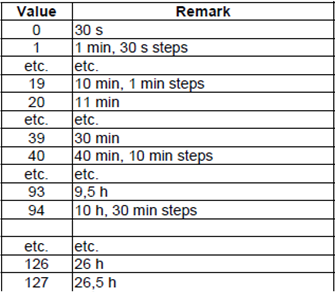 Value Remark
0 30 s
1 1 min, 30 s steps
etc. etc.
19 10 min, 1 min steps
20 11 min
etc. etc.
39 30 min
40 40 min, 10 min steps
etc. etc.
93 9,5 h
94 10 h, 30 min steps
etc. etc.
126 26 h
127 26,5 h